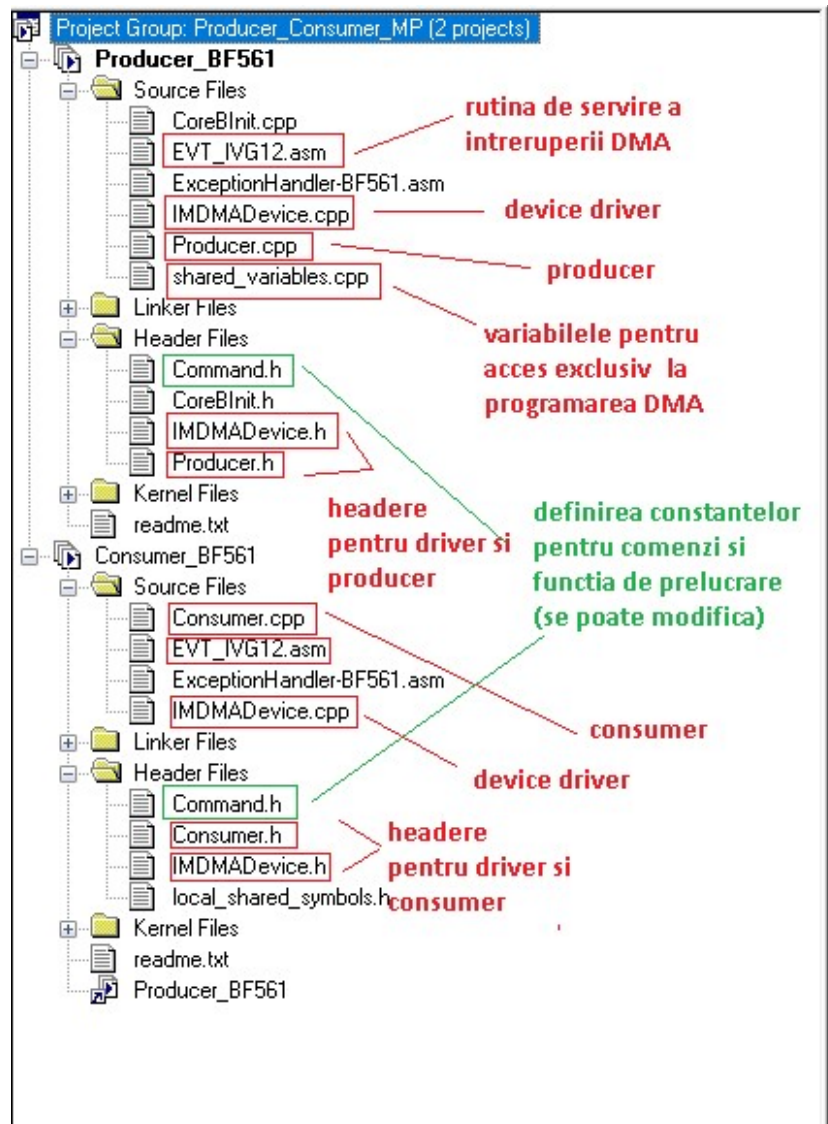 Project Group: Producer_Consumer_MP (2 projects)
Producer_BF561
Source Files
CoreBInit.cpp
EVT_IVG12.asm
ExceptionHandler-BF561.asm
IMDMADevice.cpp
Producer.cpp
shared_variables.cpp
Linker Files
Header Files
Command.h
CoreBInit.h
IMDMADevice.h
Producer.h
Kernel Files
readme.txt
Consumer_BF561
Source Files
Consumer.cpp
EVT_IVG12.asm
ExceptionHandler-BF561.asm
IMDMADevice.cpp
Linker Files
Header Files
Command.h
Consumer.h
IMDMADevice.h
local_shared_symbols.h
Kernel Files
readme.txt
Producer_BF561
rutina de servire a
intreruperii DMA
device driver
producer
variabilele pentru
acces exclusiv la
programarea DMA
headere
pentru driver si
producer
definirea constantelor
pentru comenzi si
functia de prelucrare
(se poate modifica)
consumer
device driver
headere
pentru driver si
consumer